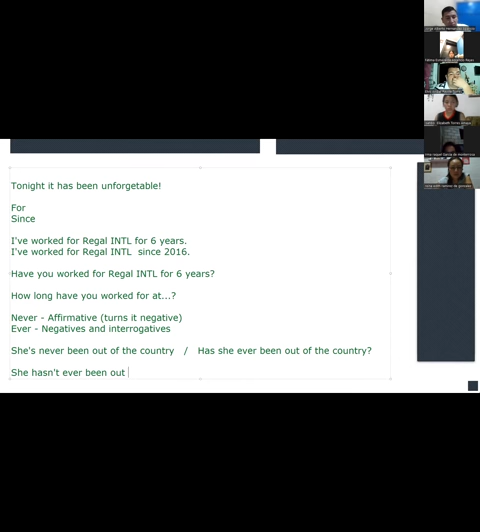 Tonight it has been unforgetable!
For
Since
I've worked for Regal INTL for 6 years.
I've worked for Regal INTL  since 2016.
Have you worked for Regal INTL for 6 years?
How long have you worked for at...?
Never - Affirmative (turns it negative)
Ever - Negatives and interrogatives
She's never been out of the country   /   Has she ever been out of the country?
She hasn't ever been out